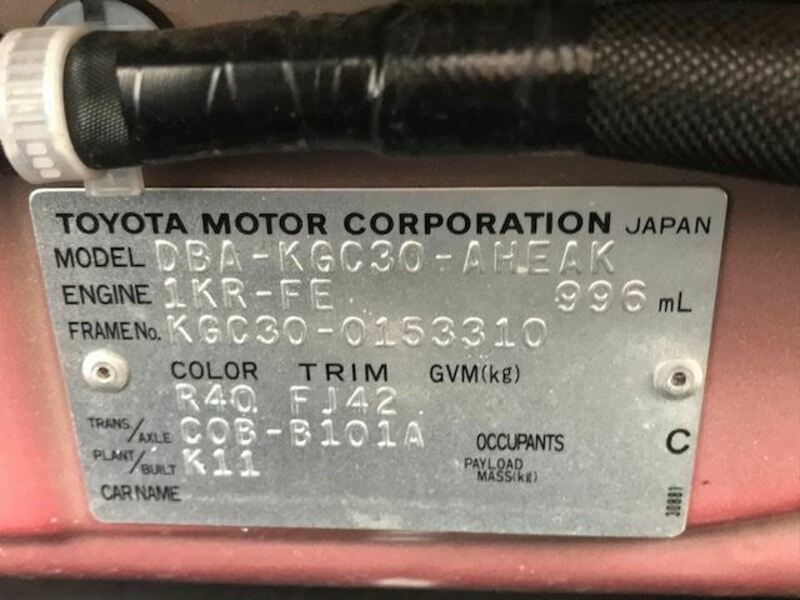 TOYOTA MOTOR CORPORATION JAPAN
MODEL DBA-KGC30-AHEAK
ENGINE 1KR-FE 996 mL
FRAME No. KGC30-0153310
COLOR TRIM GVM(kg)
R40 FJ42
TRANS./AXLE C0B-B101A OCCUPANTS C
PLANT/BUILT K11 PAYLOAD MASS(kg)
CAR NAME
30881